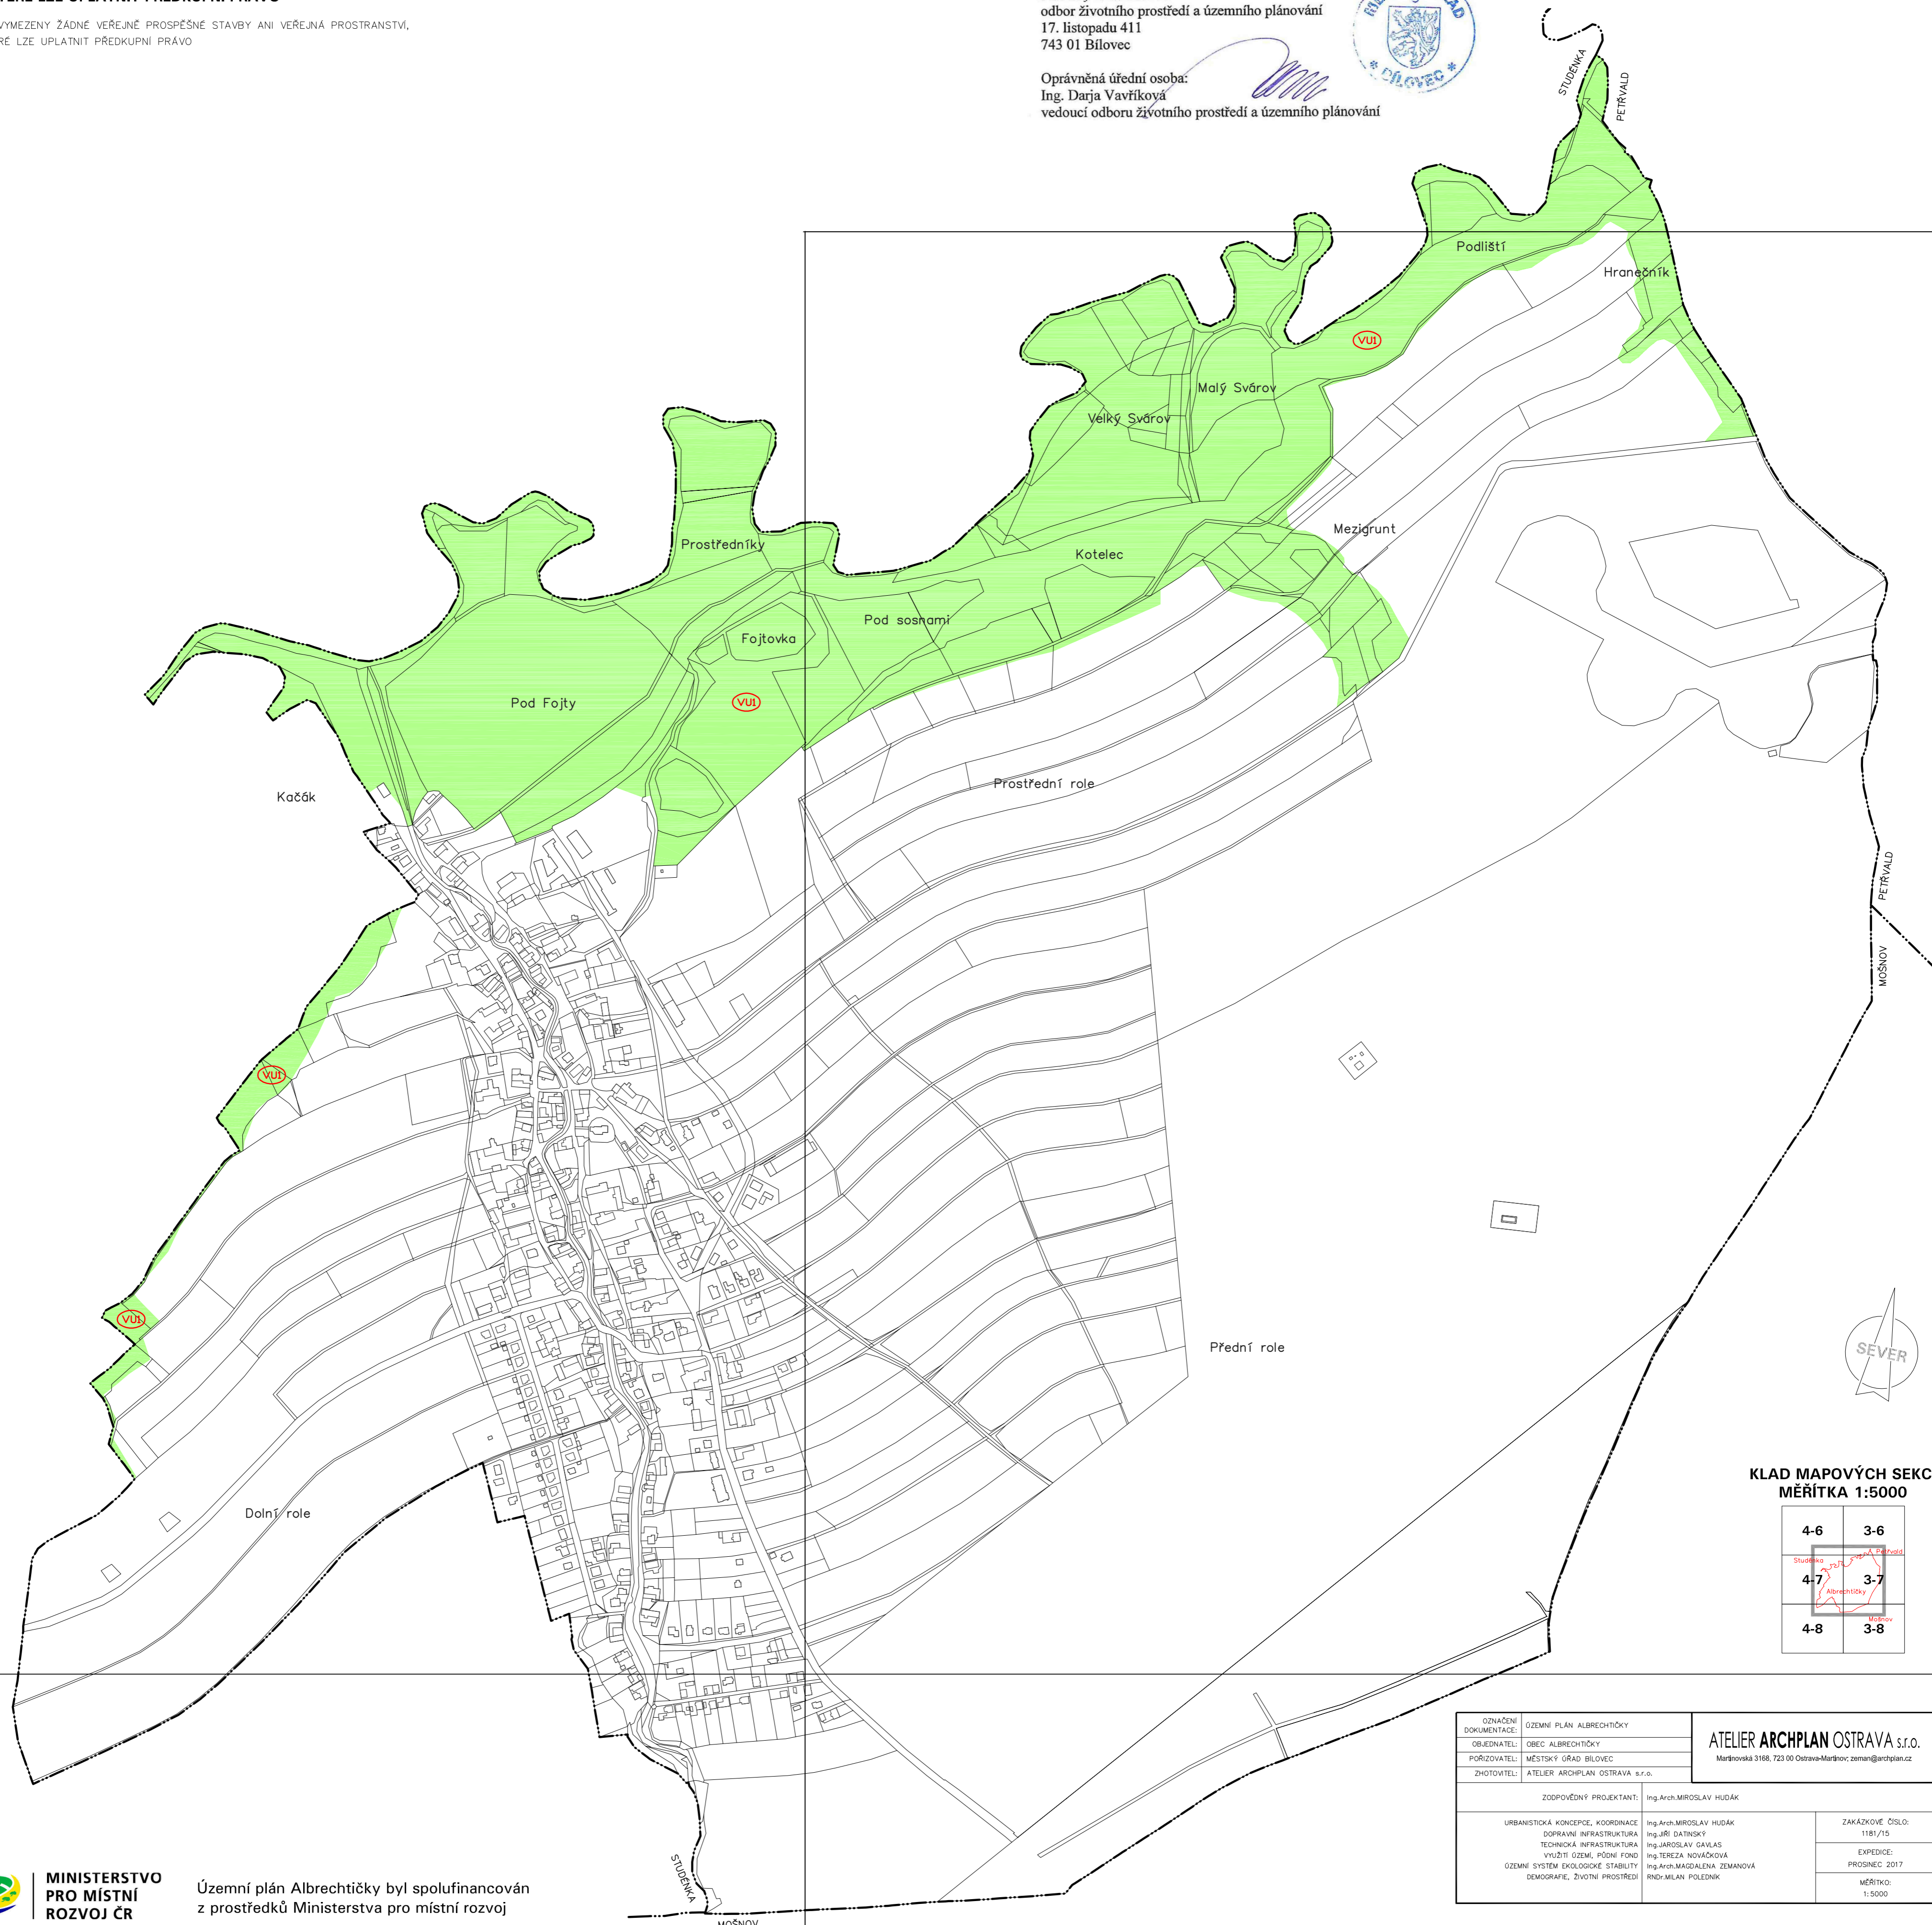 VYMEZENY ŽÁDNÉ VEŘEJNĚ PROSPĚŠNÉ STAVBY ANI VEŘEJNÁ PROSTRANSTVÍ,
LZE UPLATNIT PŘEDKUPNÍ PRÁVO
odbor životního prostředí a územního plánování
17. listopadu 411
743 01 Bílovec
Oprávněná úřední osoba:
Ing. Darja Vavříková
vedoucí odboru životního prostředí a územního plánování
BÍLOVEC
STUDÉNKA
PETŘVALD
Podliští
Hranečník
VU1
Malý Svárov
Velký Svárov
Mezigrunt
Prostředníky
Kotelec
Pod sosnami
Fojtovka
Pod Fojty
VU1
Prostřední role
Kačák
PETŘVALD
MOŠNOV
VU1
VU1
Přední role
SEVER
Dolní role
KLAD MAPOVÝCH
MĚŘÍTKA 1:5000
4-6 3-6
Studénka Petřvald
4-7 3-7
Albrechtičky
Mošnov
4-8 3-8
OZNAČENÍ DOKUMENTACE: ÚZEMNÍ PLÁN ALBRECHTIČKY
OBJEDNATEL: OBEC ALBRECHTIČKY
POŘIZOVATEL: MĚSTSKÝ ÚŘAD BÍLOVEC
ZHOTOVITEL: ATELIER ARCHPLAN OSTRAVA s.r.o.
ATELIER ARCHPLAN OSTRAVA s.r.o.
Martinovská 3168, 723 00 Ostrava-Martinov; zeman@archplan.cz
ZODPOVĚDNÝ PROJEKTANT: Ing.Arch.MIROSLAV HUDÁK
URBANISTICKÁ KONCEPCE, KOORDINACE Ing.Arch.MIROSLAV HUDÁK
DOPRAVNÍ INFRASTRUKTURA Ing.JIŘÍ DATINSKÝ
TECHNICKÁ INFRASTRUKTURA Ing.JAROSLAV GAVLAS
VYUŽITÍ ÚZEMÍ, PŮDNÍ FOND Ing.TEREZA NOVÁČKOVÁ
ÚZEMNÍ SYSTÉM EKOLOGICKÉ STABILITY Ing.Arch.MAGDALENA ZEMANOVÁ
DEMOGRAFIE, ŽIVOTNÍ PROSTŘEDÍ RNDr.MILAN POLEDNIK
ZAKÁZKOVÉ ČÍSLO:
1181/15
EXPEDICE:
PROSINEC 2017
MĚŘÍTKO:
1: 5000
STUDÉNKA
MOŠNOV
MINISTERSTVO
PRO MÍSTNÍ
ROZVOJ ČR
Územní plán Albrechtičky byl spolufinancován
z prostředků Ministerstva pro místní rozvoj